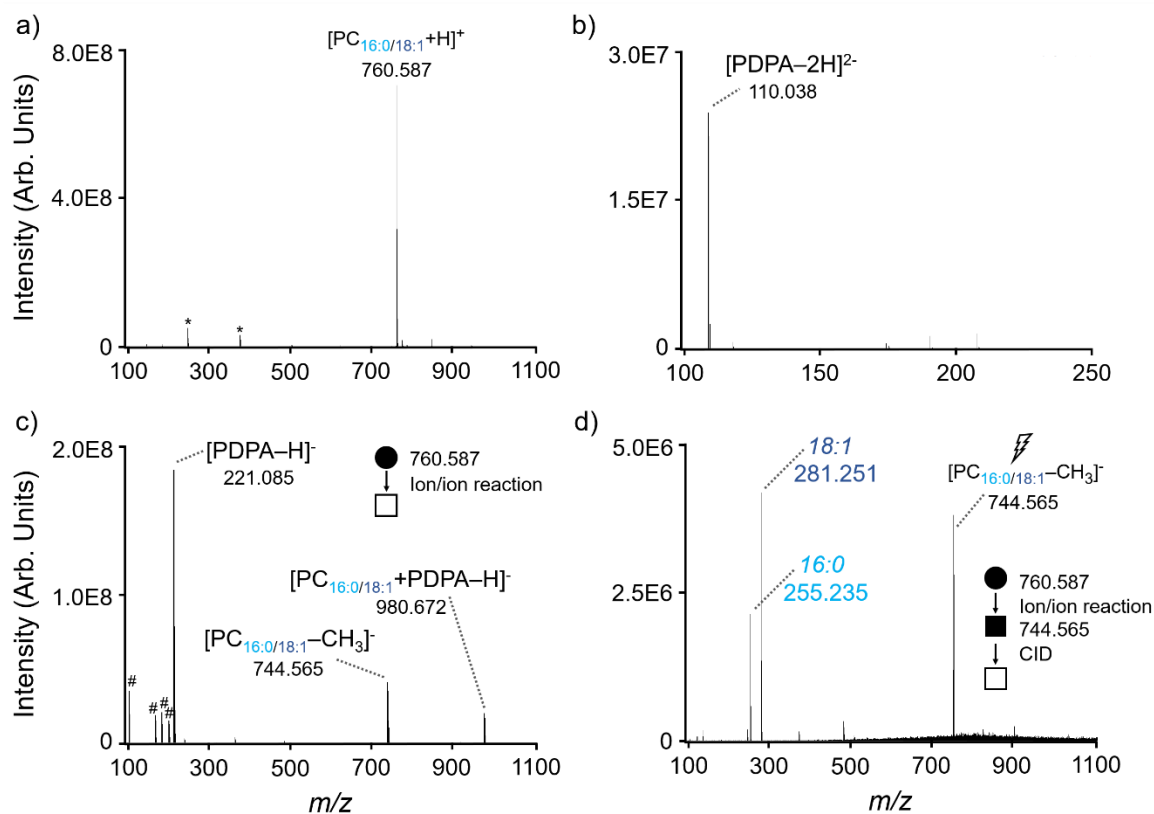 a)
[PC16:0/18:1+H]+
760.587
8.0E8
4.0E8
0
Intensity (Arb. Units)
* *
100 300 500 700 900 1100
b)
[PDPA–2H]2-
110.038
3.0E7
1.5E7
0
100 150 200 250
c)
[PDPA–H]-
221.085
760.587
Ion/ion reaction
[PC16:0/18:1+PDPA–H]-
980.672
[PC16:0/18:1–CH3]-
744.565
2.0E8
1.0E8
0
Intensity (Arb. Units)
# # # #
100 300 500 700 900 1100
m/z
d)
18:1
281.251
16:0
255.235
[PC16:0/18:1–CH3]-
744.565
760.587
Ion/ion reaction
744.565
CID
5.0E6
2.5E6
0
100 300 500 700 900 1100
m/z